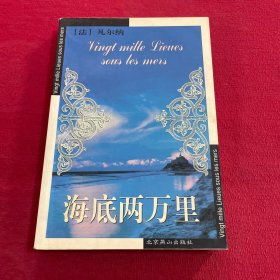 [法] 凡尔纳
Vingt mille Lieues
sous les mers
Vingt mille Lieues sous les mers
海底两万里
北京燕山出版社
Vingt mille Lieues sous les mers